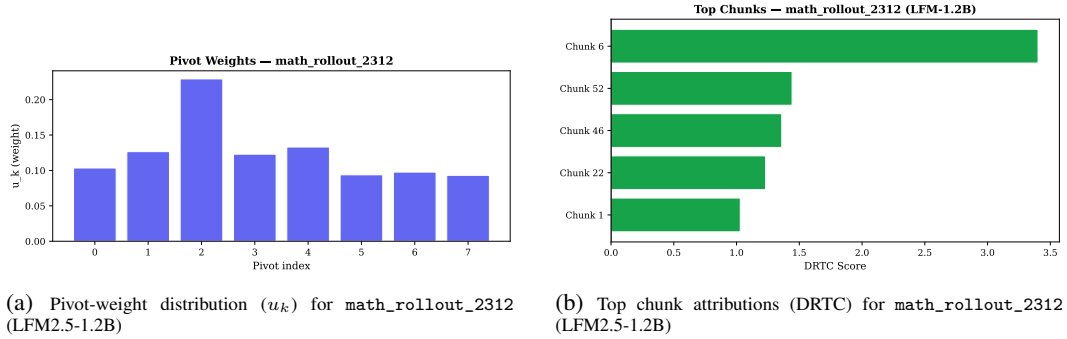 Pivot Weights — math_rollout_2312
0.20
0.15
0.10
0.05
0.00
u_k (weight)
0 1 2 3 4 5 6 7
Pivot index
(a) Pivot-weight distribution (u_k) for math_rollout_2312
(LFM2.5-1.2B)
Top Chunks — math_rollout_2312 (LFM-1.2B)
Chunk 6
Chunk 52
Chunk 46
Chunk 22
Chunk 1
0.0 0.5 1.0 1.5 2.0 2.5 3.0 3.5
DRTC Score
(b) Top chunk attributions (DRTC) for math_rollout_2312
(LFM2.5-1.2B)